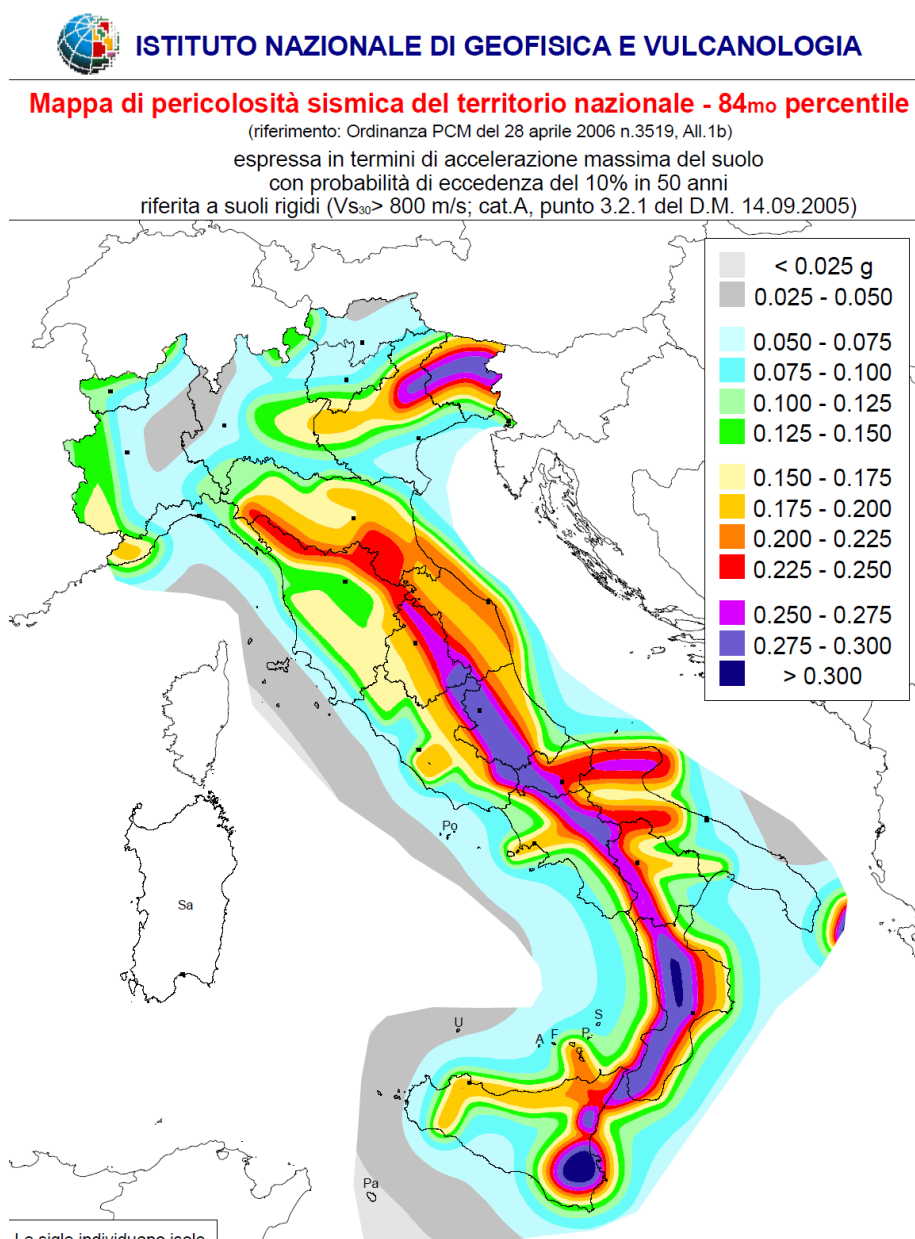 ISTITUTO NAZIONALE DI GEOFISICA E VULCANOLOGIA
Mappa di pericolosità sismica del territorio nazionale - 84mo percentile
(riferimento: Ordinanza PCM del 28 aprile 2006 n.3519, All.1b)
espressa in termini di accelerazione massima del suolo
con probabilità di eccedenza del 10% in 50 anni
riferita a suoli rigidi (Vs30> 800 m/s; cat.A, punto 3.2.1 del D.M. 14.09.2005)
< 0.025 g
0.025 - 0.050
0.050 - 0.075
0.075 - 0.100
0.100 - 0.125
0.125 - 0.150
0.150 - 0.175
0.175 - 0.200
0.200 - 0.225
0.225 - 0.250
0.250 - 0.275
0.275 - 0.300
> 0.300
Po
Sa
U
S
A F P
Pa
Le sigle individuano isole